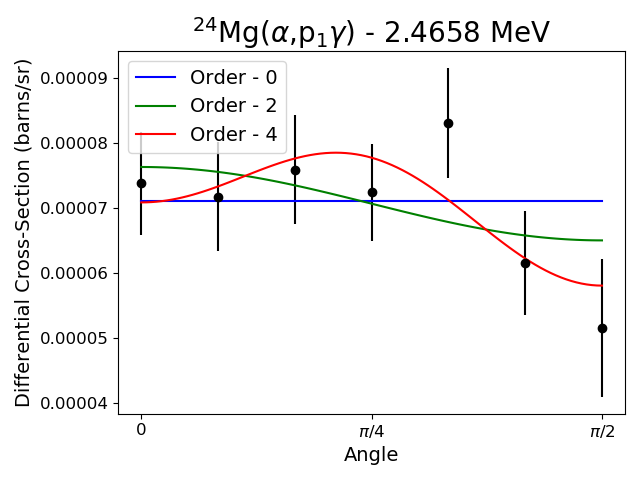 ²⁴Mg(α,p₁γ) - 2.4658 MeV
Order - 0
Order - 2
Order - 4
Differential Cross-Section (barns/sr)
0.00009
0.00008
0.00007
0.00006
0.00005
0.00004
0
π/4
π/2
Angle